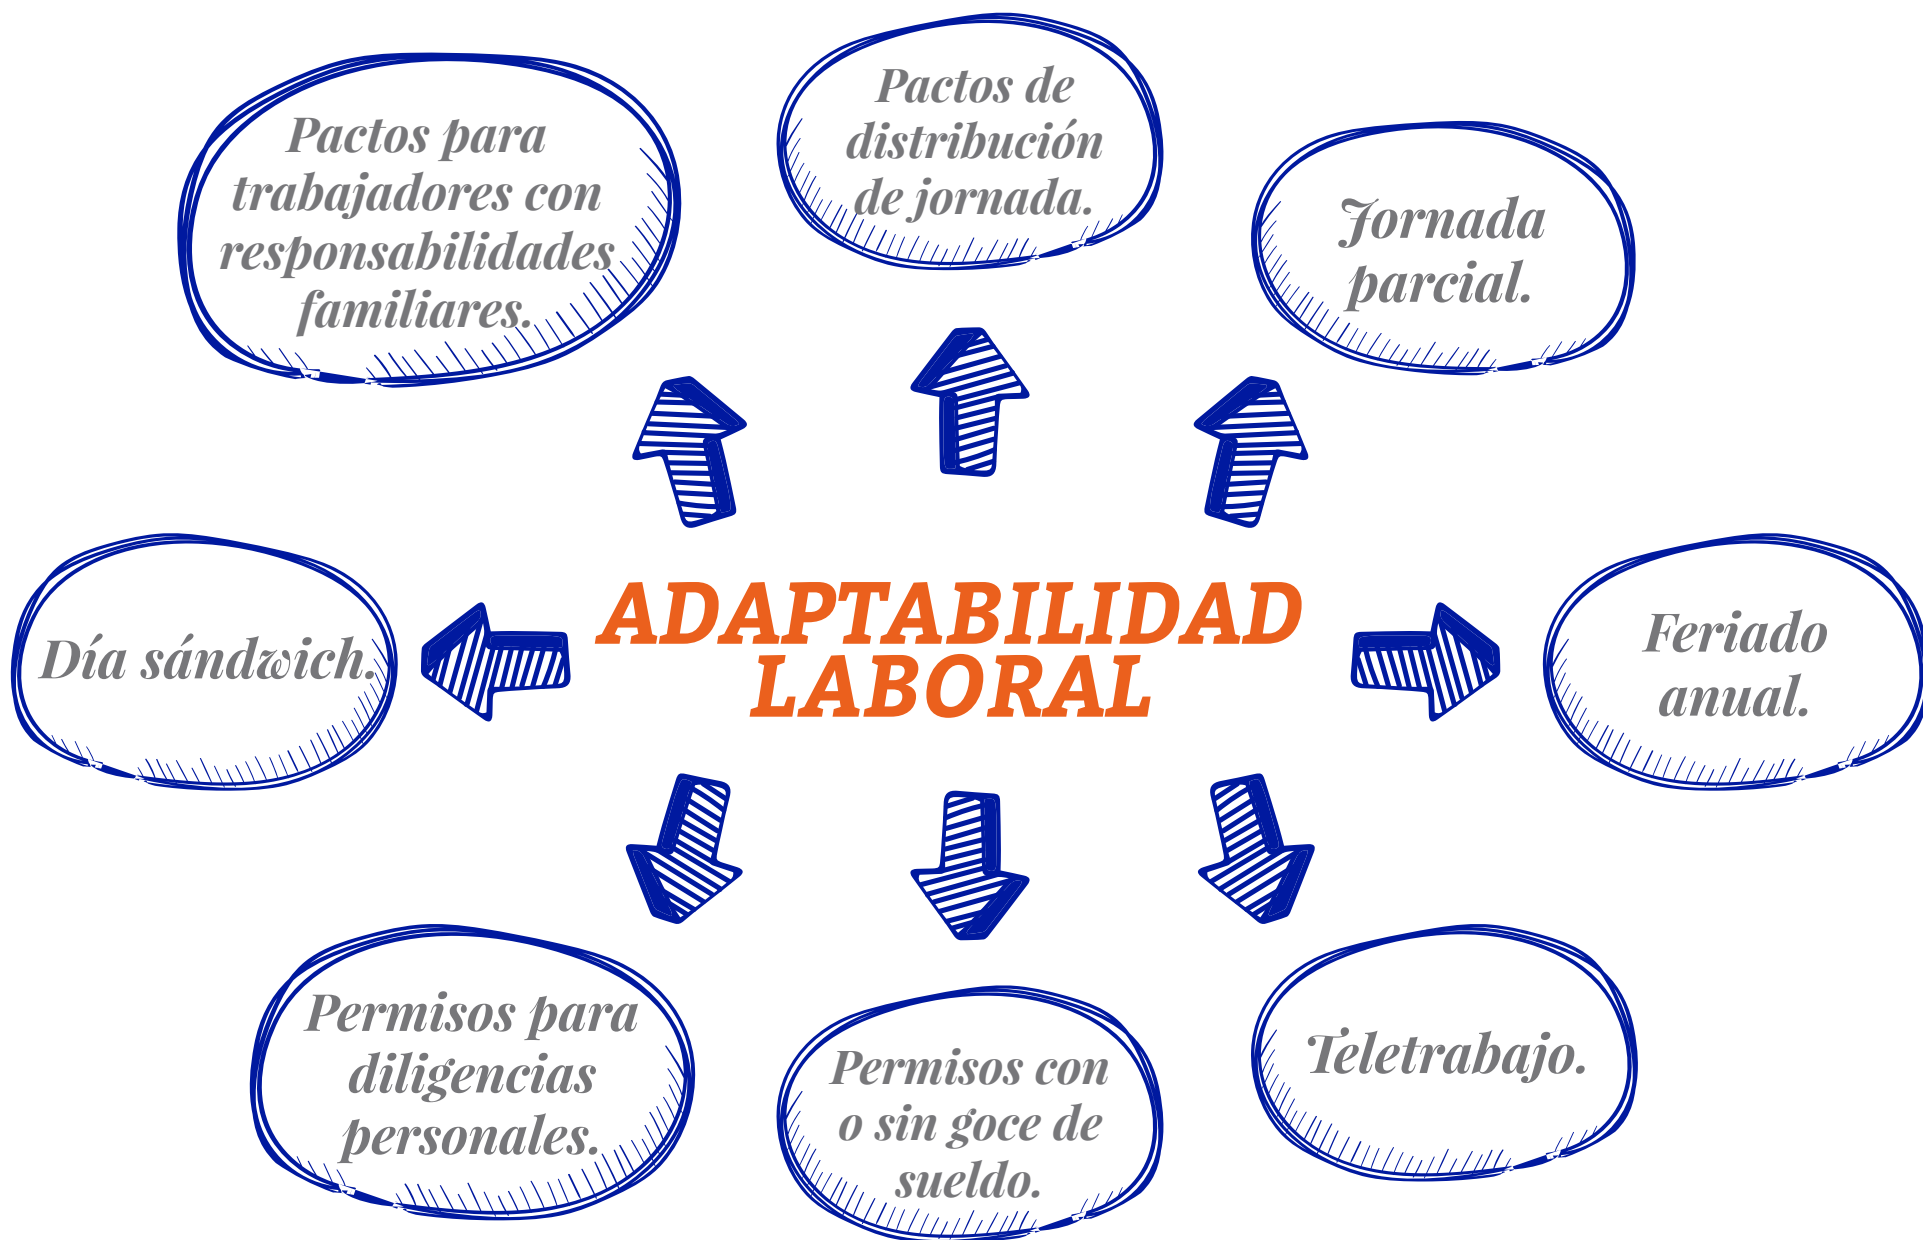 Pactos para
trabajadores con
responsabilidades
familiares.
Pactos de
distribución
de jornada.
Jornada
parcial.
Día sándwich.
ADAPTABILIDAD
LABORAL
Feriado
anual.
Permisos para
diligencias
personales.
Permisos con
o sin goce de
sueldo.
Teletrabajo.